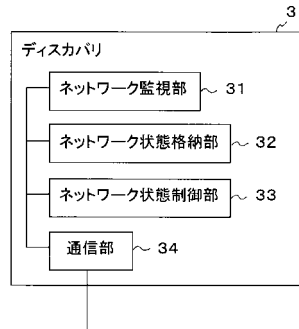 3
ディスカバリ
ネットワーク監視部 31
ネットワーク状態格納部 32
ネットワーク状態制御部 33
通信部 34